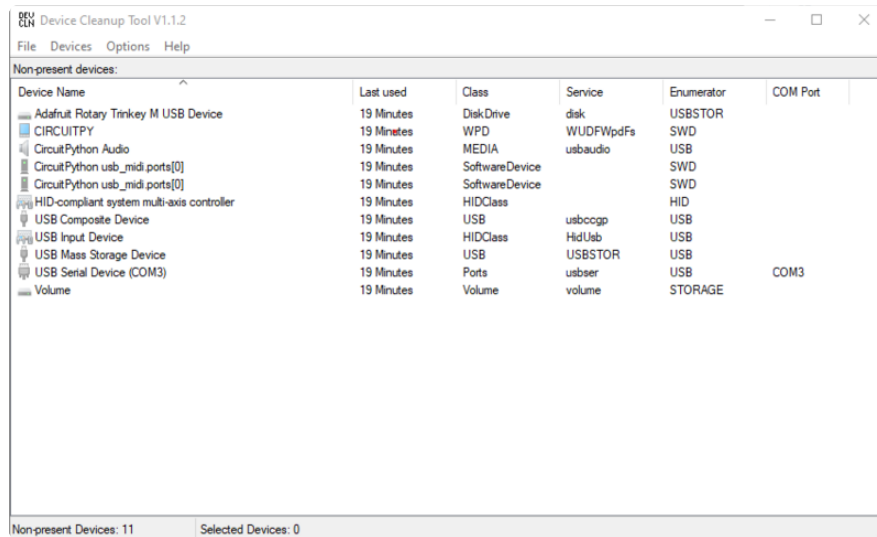 DEV CLN Device Cleanup Tool V1.1.2
File Devices Options Help
Non-present devices:
Device Name Last used Class Service Enumerator COM Port
Adafruit Rotary Trinkey M USB Device 19 Minutes DiskDrive disk USBSTOR
CIRCUITPY 19 Minutes WPD WUDFWpdFs SWD
CircuitPython Audio 19 Minutes MEDIA usbaudio USB
CircuitPython usb_midi.ports[0] 19 Minutes SoftwareDevice SWD
CircuitPython usb_midi.ports[0] 19 Minutes SoftwareDevice SWD
HID-compliant system multi-axis controller 19 Minutes HIDClass HID
USB Composite Device 19 Minutes USB usbccgp USB
USB Input Device 19 Minutes HIDClass HidUsb USB
USB Mass Storage Device 19 Minutes USB USBSTOR USB
USB Serial Device (COM3) 19 Minutes Ports usbser USB COM3
Volume 19 Minutes Volume volume STORAGE
Non-present Devices: 11 Selected Devices: 0